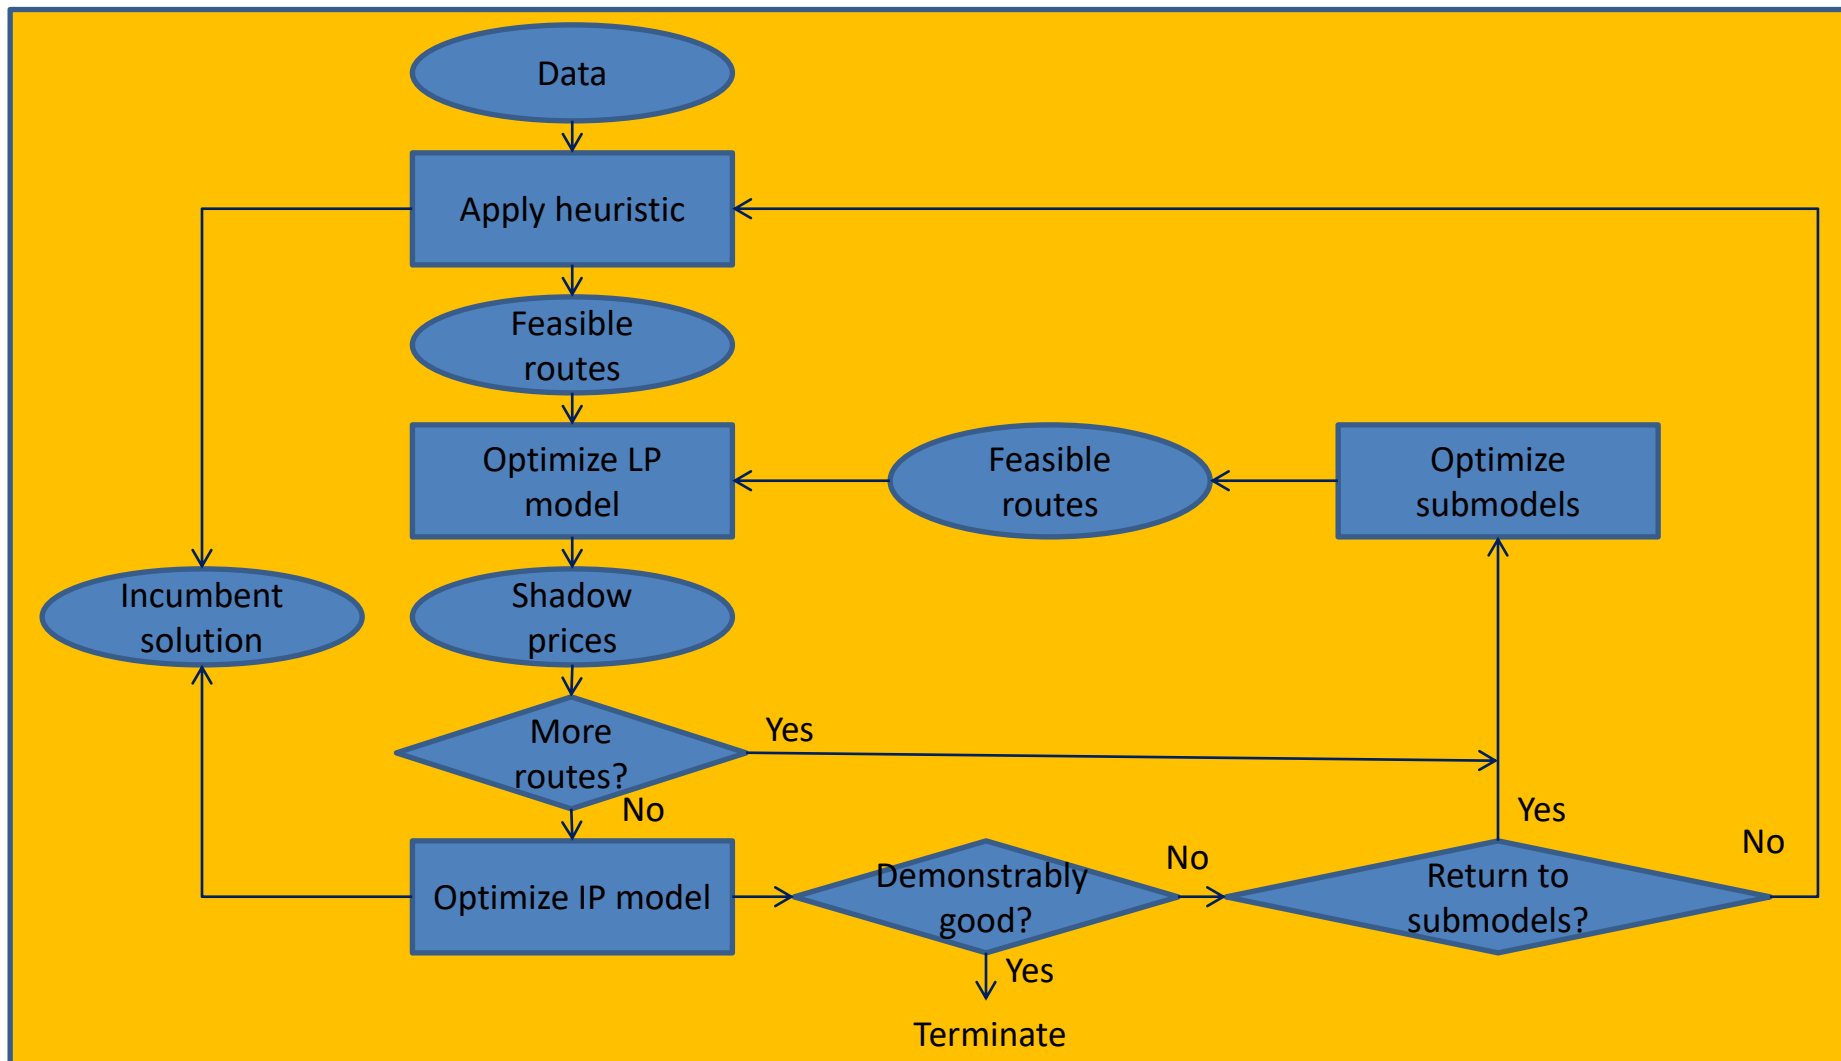 Data
Apply heuristic
Feasible
routes
Optimize LP
model
Feasible
routes
Optimize
submodels
Incumbent
solution
Shadow
prices
More
routes?
Yes
No
Optimize IP model
Demonstrably
good?
No
Yes
Return to
submodels?
Yes
No
Terminate